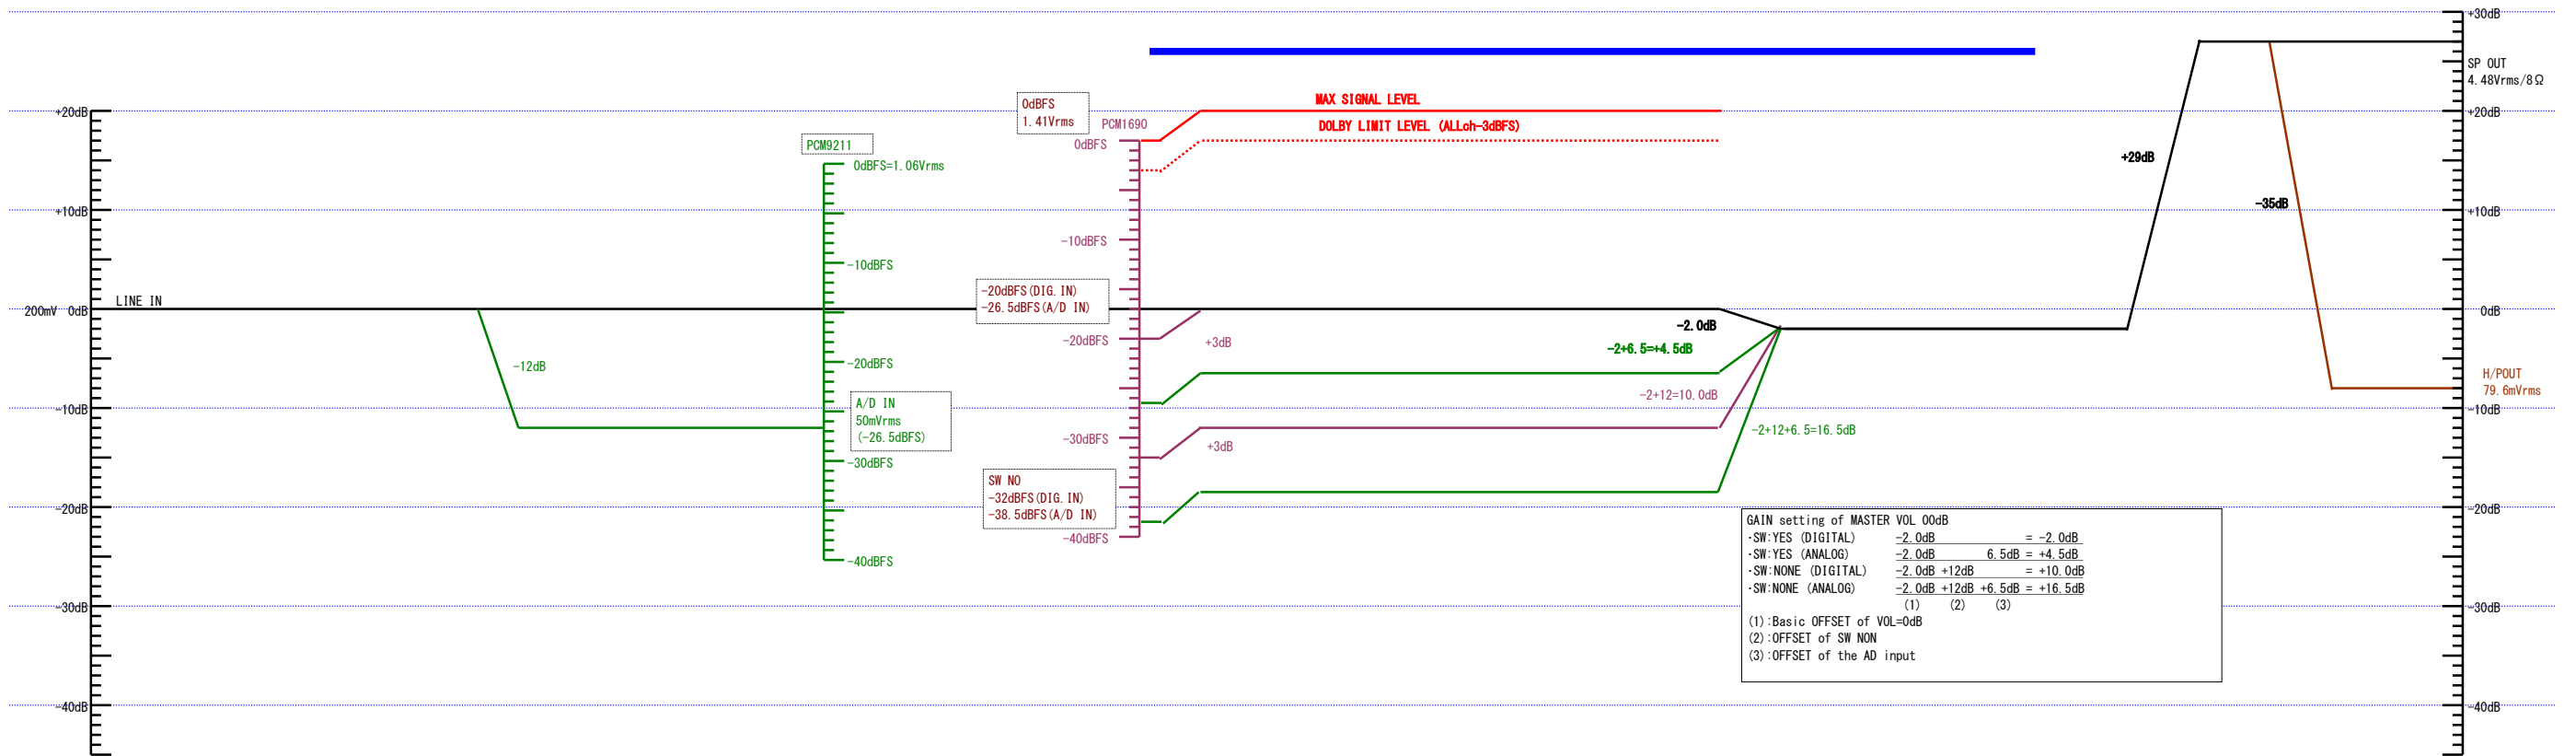 +30dB
SP OUT
4.48Vrms/8Ω
+20dB
+10dB
200mV 0dB
-10dB
-20dB
-30dB
-40dB
LINE IN
-12dB
PCM9211
0dBFS=1.06Vrms
-10dBFS
-20dBFS
-30dBFS
-40dBFS
A/D IN
50mVrms
(-26.5dBFS)
0dBFS
1.41Vrms
PCM1690
0dBFS
-10dBFS
-20dBFS
-30dBFS
-40dBFS
-20dBFS(DIG.IN)
-26.5dBFS(A/D IN)
SW NO
-32dBFS(DIG.IN)
-38.5dBFS(A/D IN)
MAX SIGNAL LEVEL
DOLBY LIMIT LEVEL (ALLch-3dBFS)
+3dB
+3dB
-2.0dB
-2+6.5=+4.5dB
-2+12=10.0dB
-2+12+6.5=16.5dB
+29dB
-35dB
+20dB
+10dB
0dB
H/POUT
79.6mVrms
-10dB
-20dB
-30dB
-40dB
GAIN setting of MASTER VOL 00dB
・SW:YES (DIGITAL) -2.0dB = -2.0dB
・SW:YES (ANALOG) -2.0dB 6.5dB = +4.5dB
・SW:NONE (DIGITAL) -2.0dB +12dB = +10.0dB
・SW:NONE (ANALOG) -2.0dB +12dB +6.5dB = +16.5dB
(1) (2) (3)
(1):Basic OFFSET of VOL=0dB
(2):OFFSET of SW NON
(3):OFFSET of the AD input